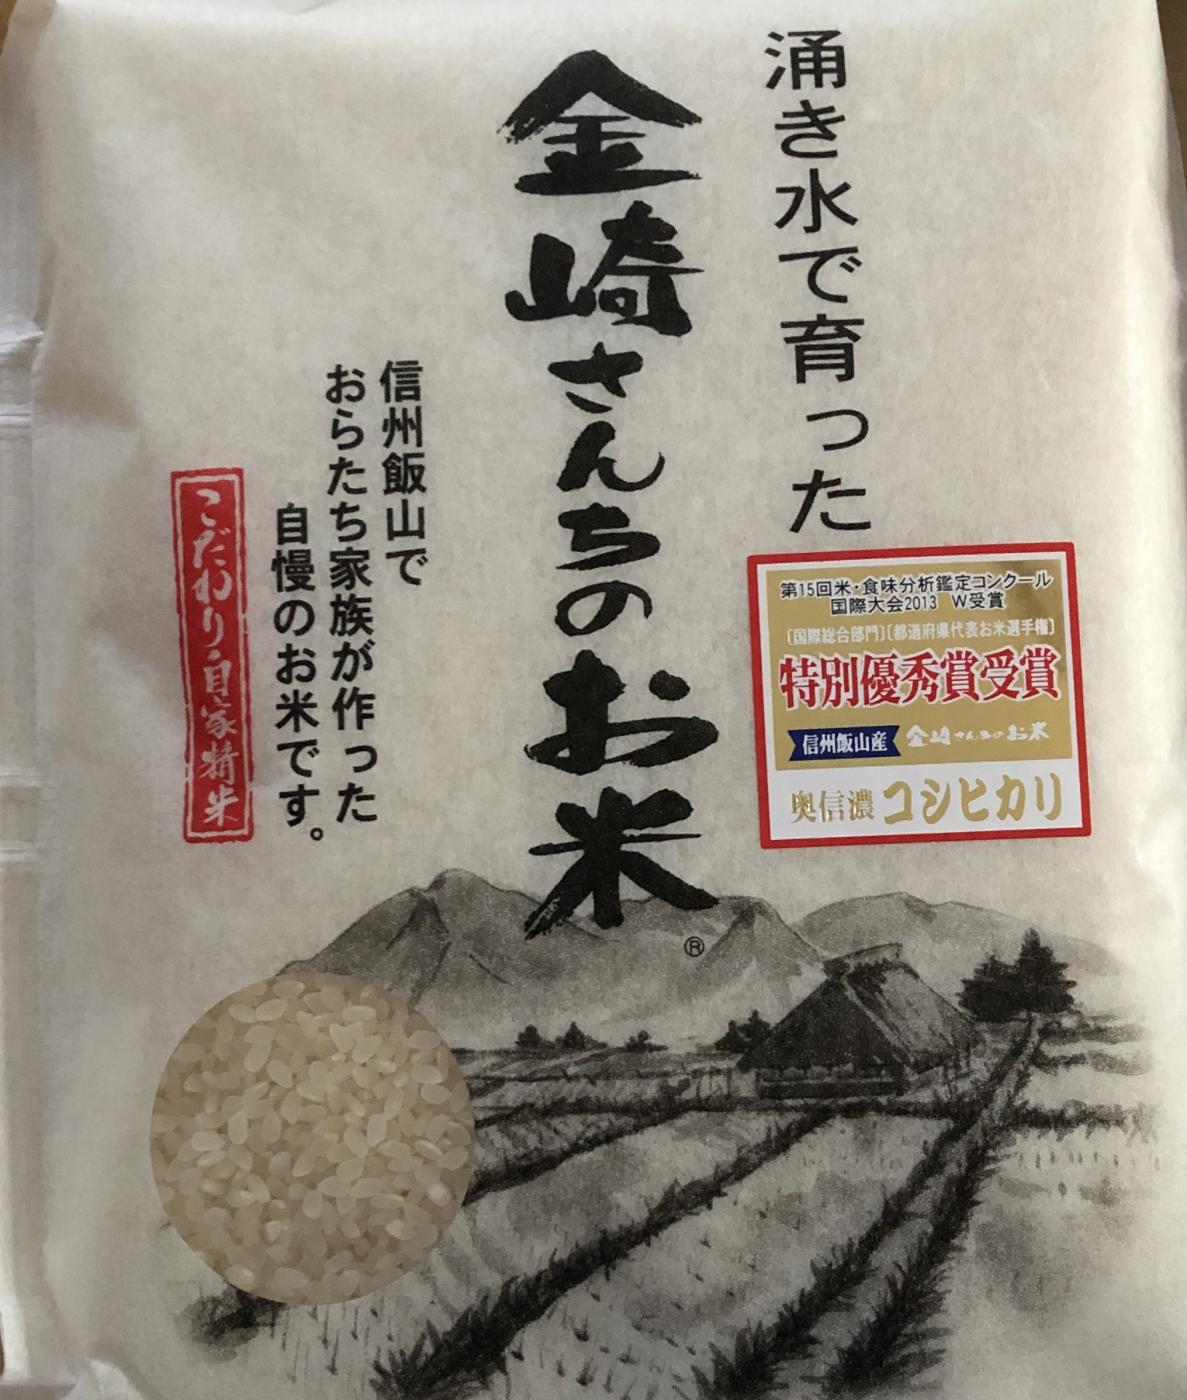 涌き水で育った
金崎さんちのお米
®
信州飯山で
おらたち家族が作った
自慢のお米です。
こだわり・自家精米
第15回米・食味分析鑑定コンクール
国際大会2013 W受賞
〔国際総合部門〕〔都道府県代表お米選手権〕
特別優秀賞受賞
信州飯山産 金崎さんちのお米
奥信濃 コシヒカリ